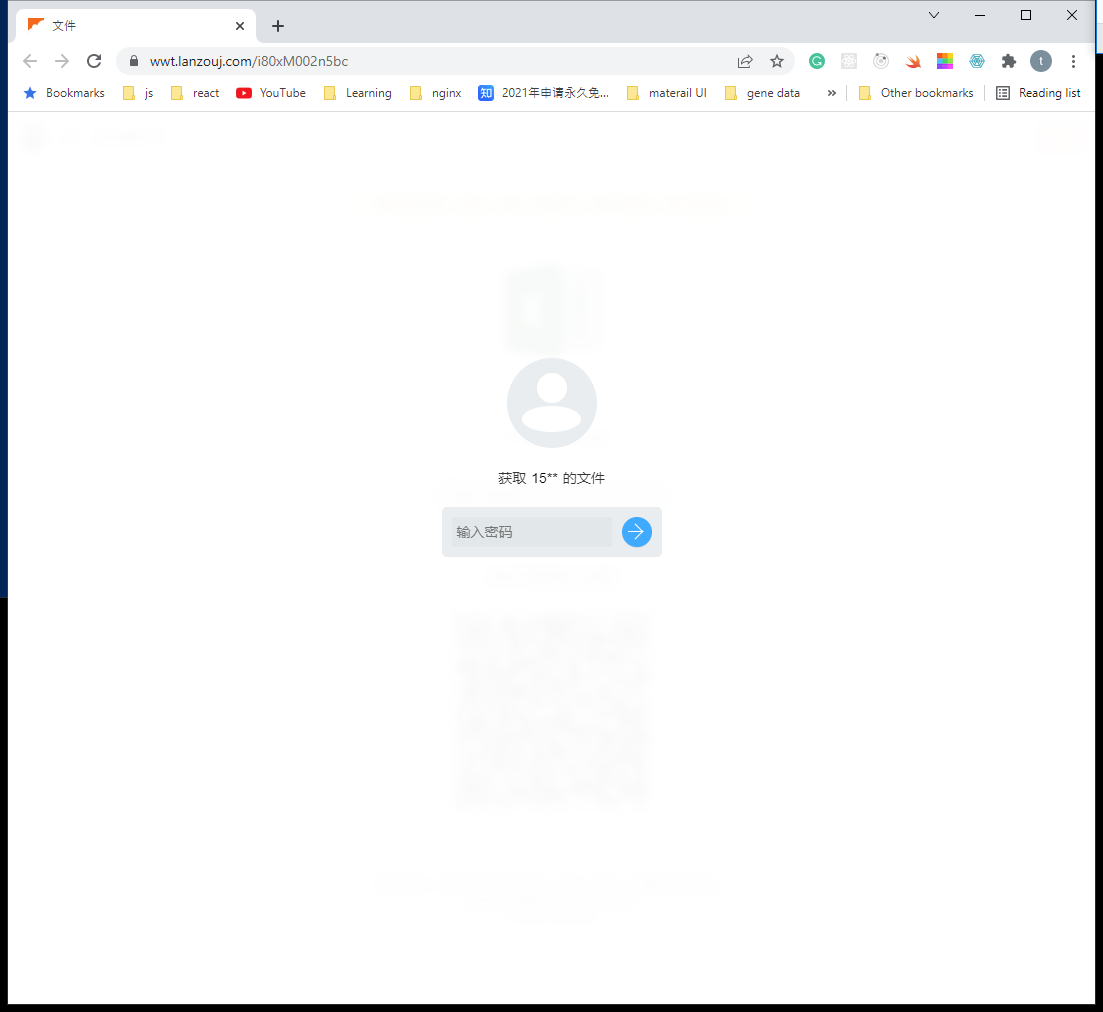 文件
wwt.lanzouj.com/i80xM002n5bc
t
Bookmarks js react YouTube Learning nginx 知 2021年申请永久免... materail UI gene data » Other bookmarks Reading list
获取 15** 的文件
输入密码